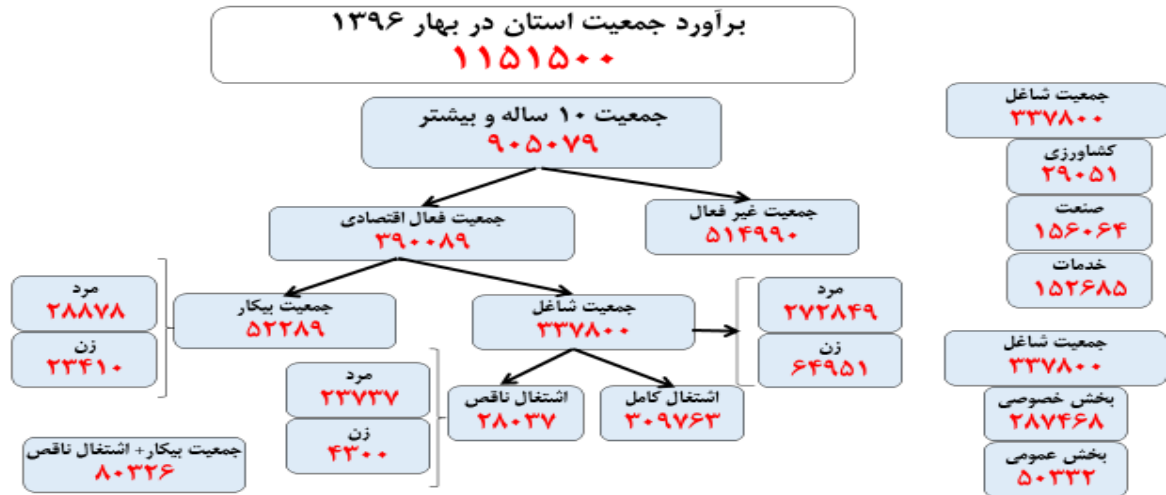 برآورد جمعیت استان در بهار ۱۳۹۶
۱۱۵۱۵۰۰
جمعیت ۱۰ ساله و بیشتر
۹۰۵۰۷۹
جمعیت غیر فعال
۵۱۴۹۹۰
جمعیت فعال اقتصادی
۳۹۰۰۸۹
جمعیت شاغل
۳۳۷۸۰۰
جمعیت بیکار
۵۲۲۸۹
مرد
۲۷۲۸۴۹
زن
۶۴۹۵۱
مرد
۲۸۸۷۸
زن
۲۳۴۱۰
اشتغال کامل
۳۰۹۷۶۳
اشتغال ناقص
۲۸۰۳۷
مرد
۲۳۷۳۷
زن
۴۳۰۰
جمعیت بیکار+ اشتغال ناقص
۸۰۳۲۶
جمعیت شاغل
۳۳۷۸۰۰
کشاورزی
۲۹۰۵۱
صنعت
۱۵۶۰۶۴
خدمات
۱۵۲۶۸۵
جمعیت شاغل
۳۳۷۸۰۰
بخش خصوصی
۲۸۷۴۶۸
بخش عمومی
۵۰۳۳۲